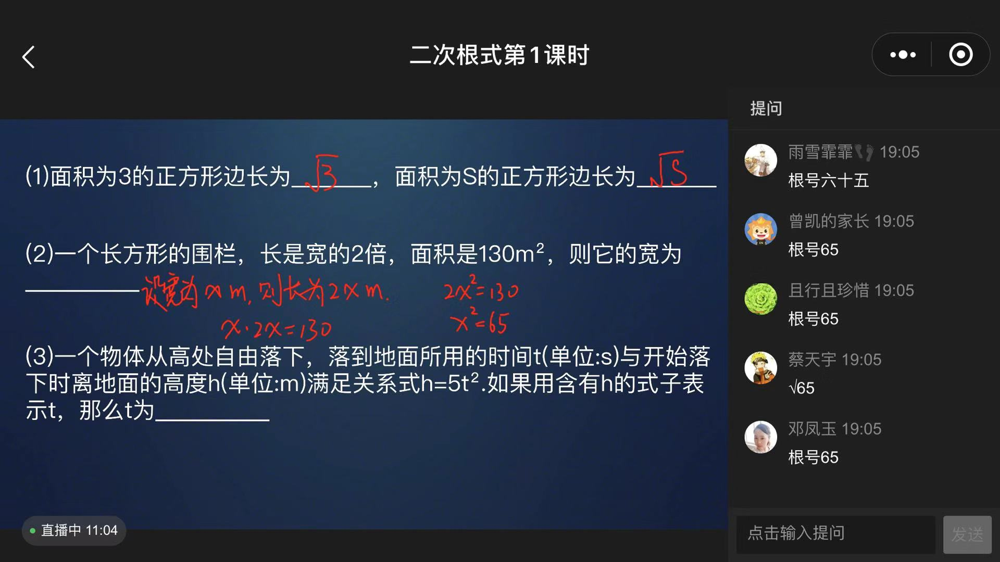 二次根式第1课时
(1)面积为3的正方形边长为√3，面积为S的正方形边长为√S
(2)一个长方形的围栏，长是宽的2倍，面积是130m²，则它的宽为
设宽为x m, 则长为2x m.
2x²=130
x·2x=130
x²=65
(3)一个物体从高处自由落下，落到地面所用的时间t(单位:s)与开始落
下时离地面的高度h(单位:m)满足关系式h=5t².如果用含有h的式子表
示t，那么t为
直播中 11:04
提问
雨雪霏霏👣 19:05
根号六十五
曾凯的家长 19:05
根号65
且行且珍惜 19:05
根号65
蔡天宇 19:05
√65
邓凤玉 19:05
根号65
点击输入提问
发送